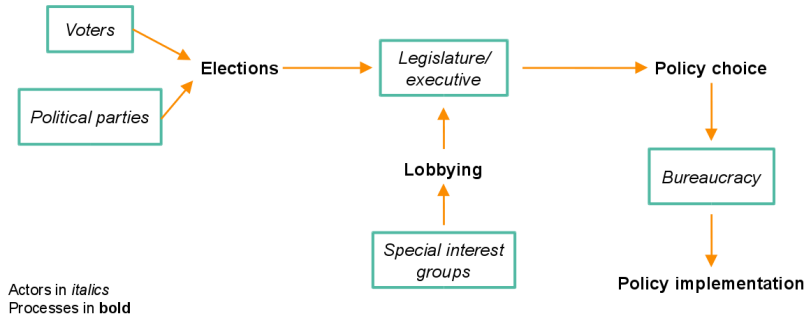 Voters
Political parties
Elections
Legislature/
executive
Policy choice
Lobbying
Special interest
groups
Bureaucracy
Policy implementation
Actors in italics
Processes in bold